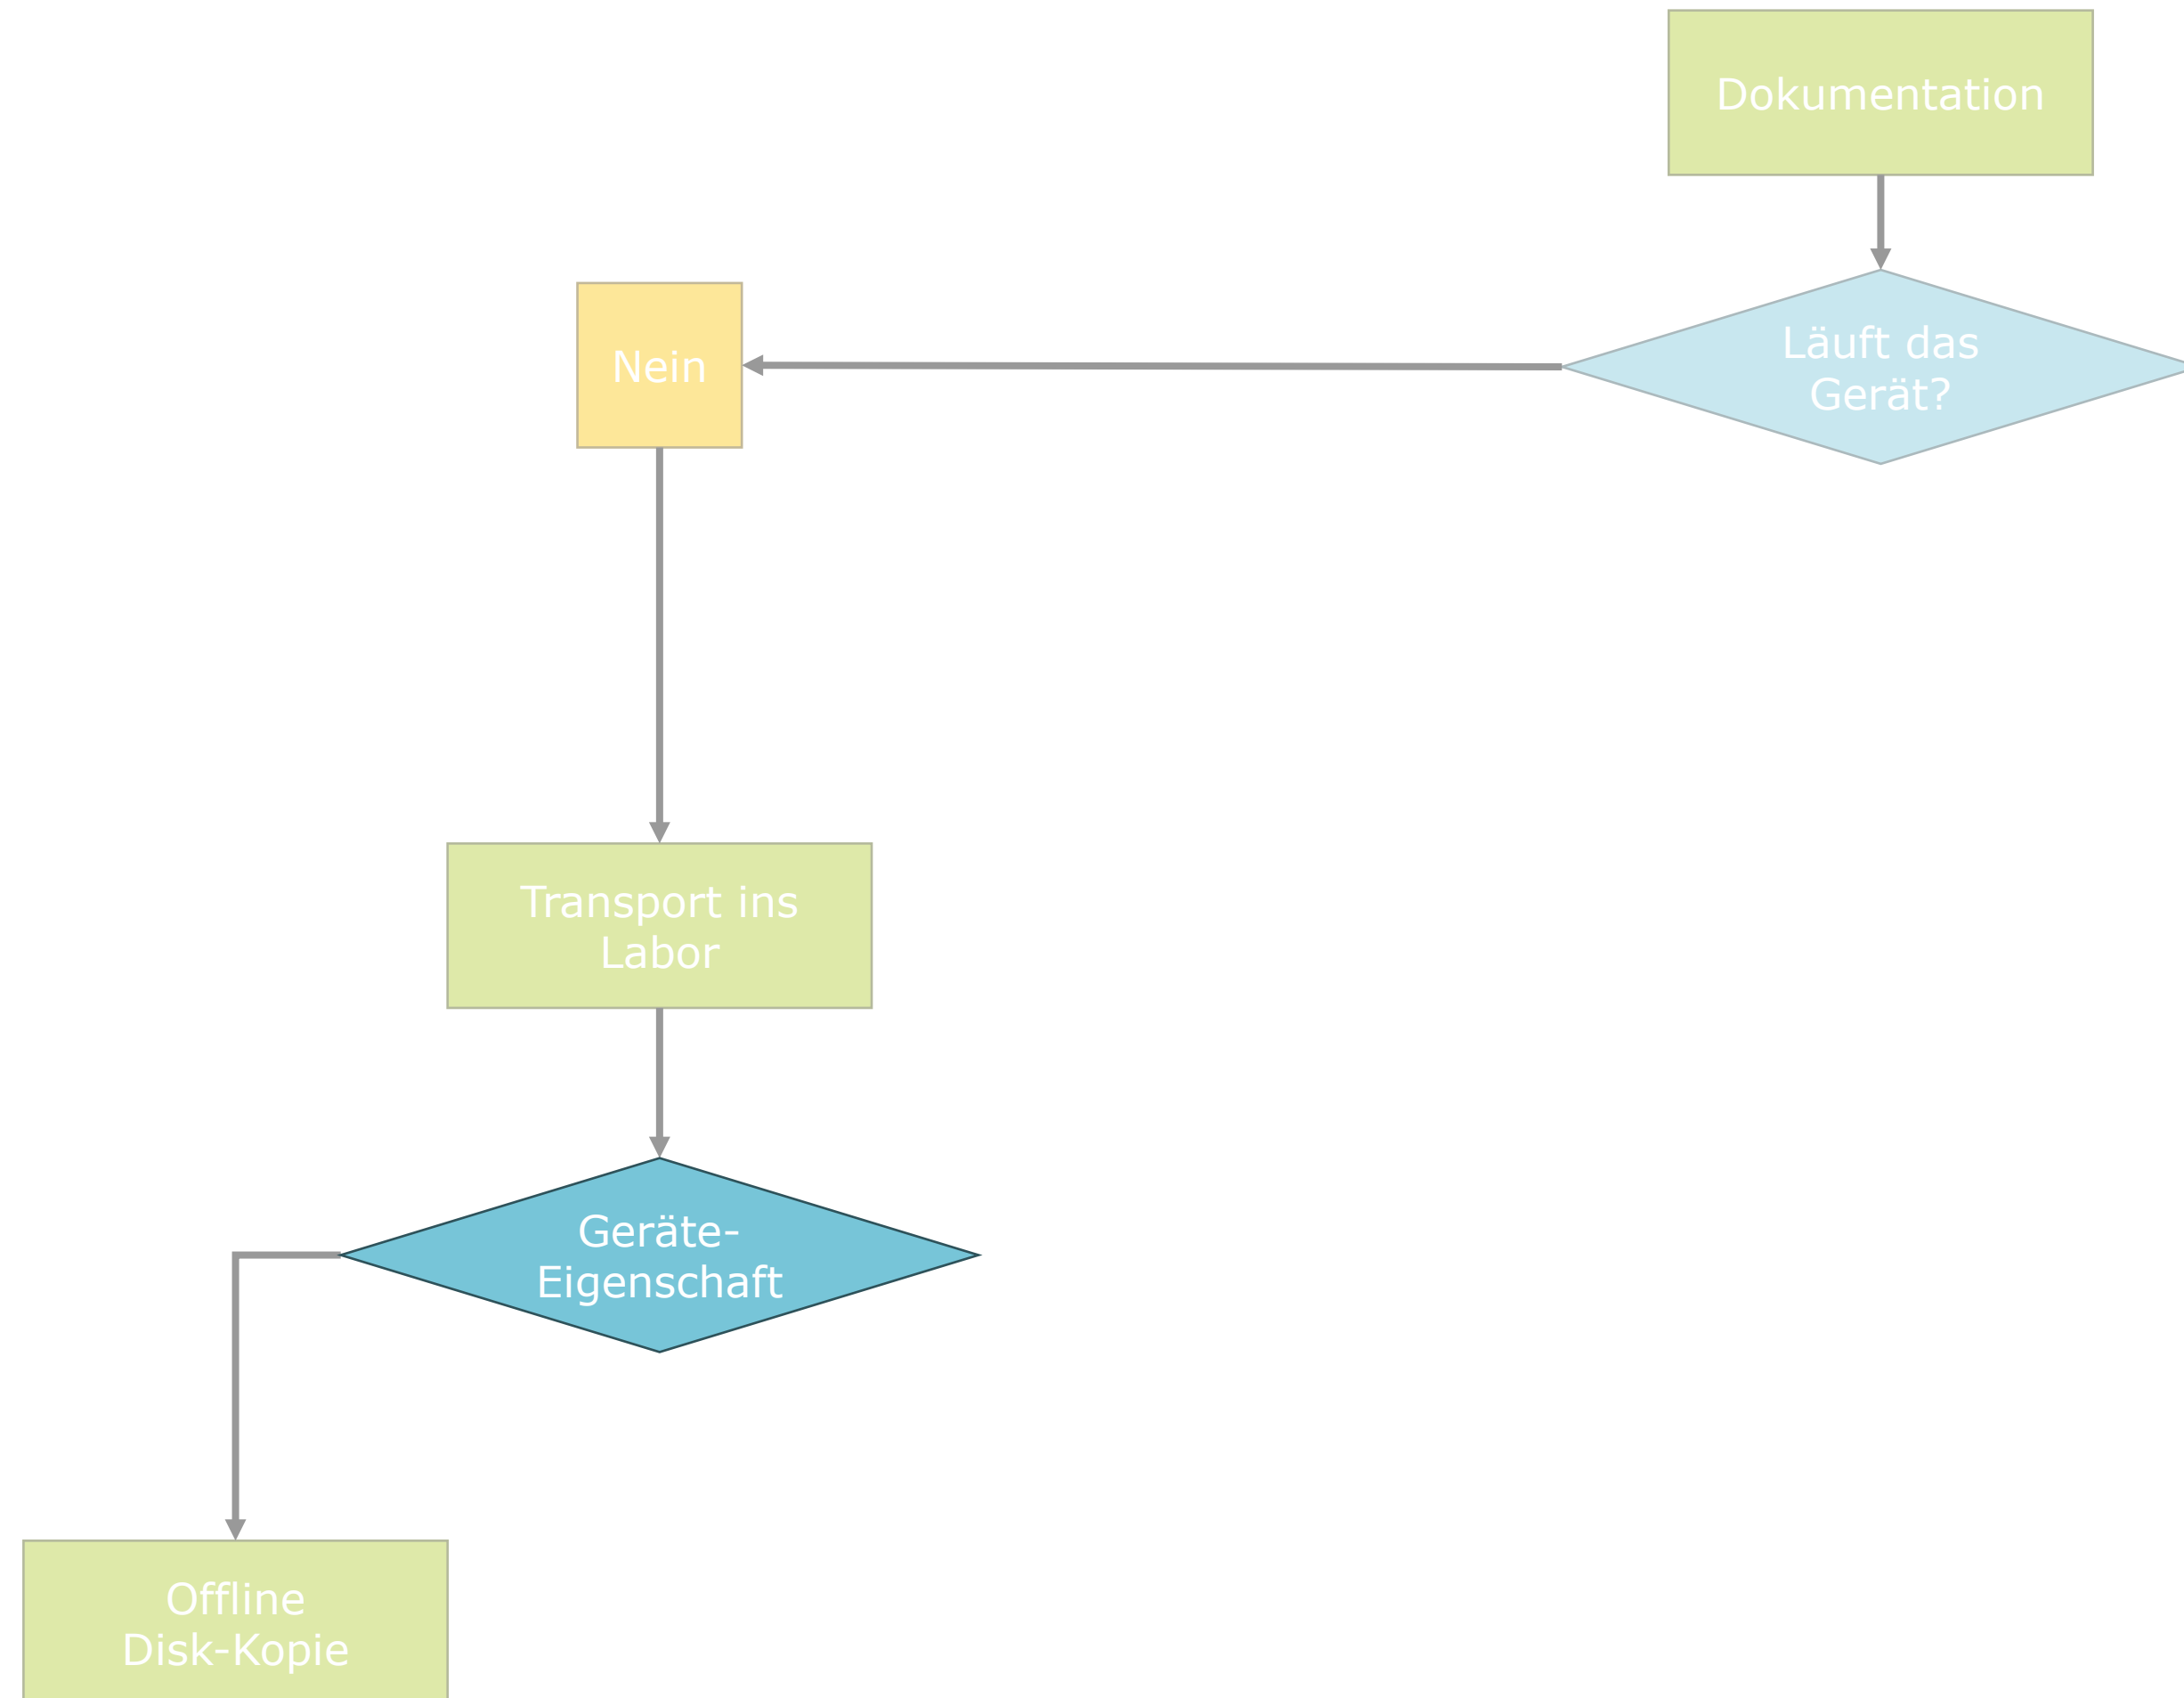 Dokumentation
Läuft das
Gerät?
Nein
Transport ins
Labor
Geräte-
Eigenschaft
Offline
Disk-Kopie